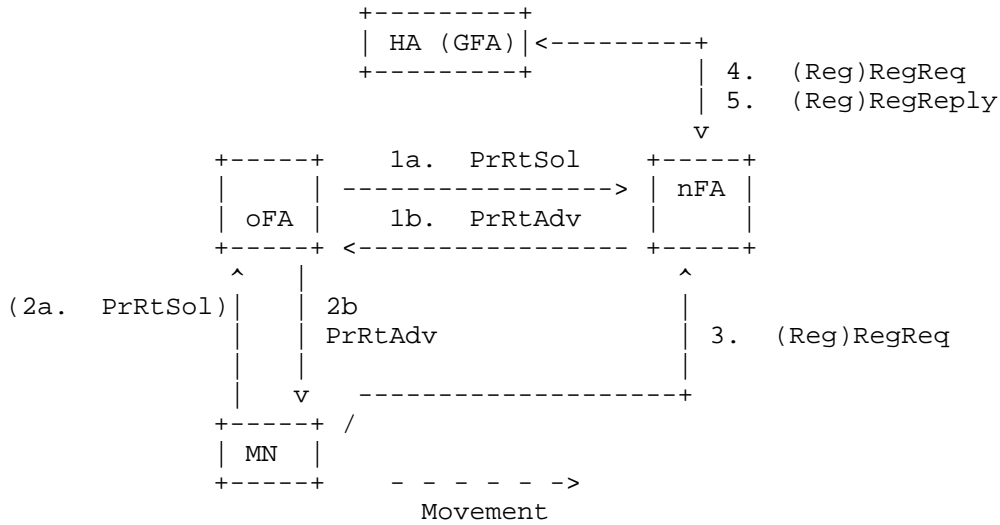 HA (GFA)
4. (Reg)RegReq
5. (Reg)RegReply
1a. PrRtSol
nFA
oFA
1b. PrRtAdv
(2a. PrRtSol)
2b
PrRtAdv
3. (Reg)RegReq
MN
Movement